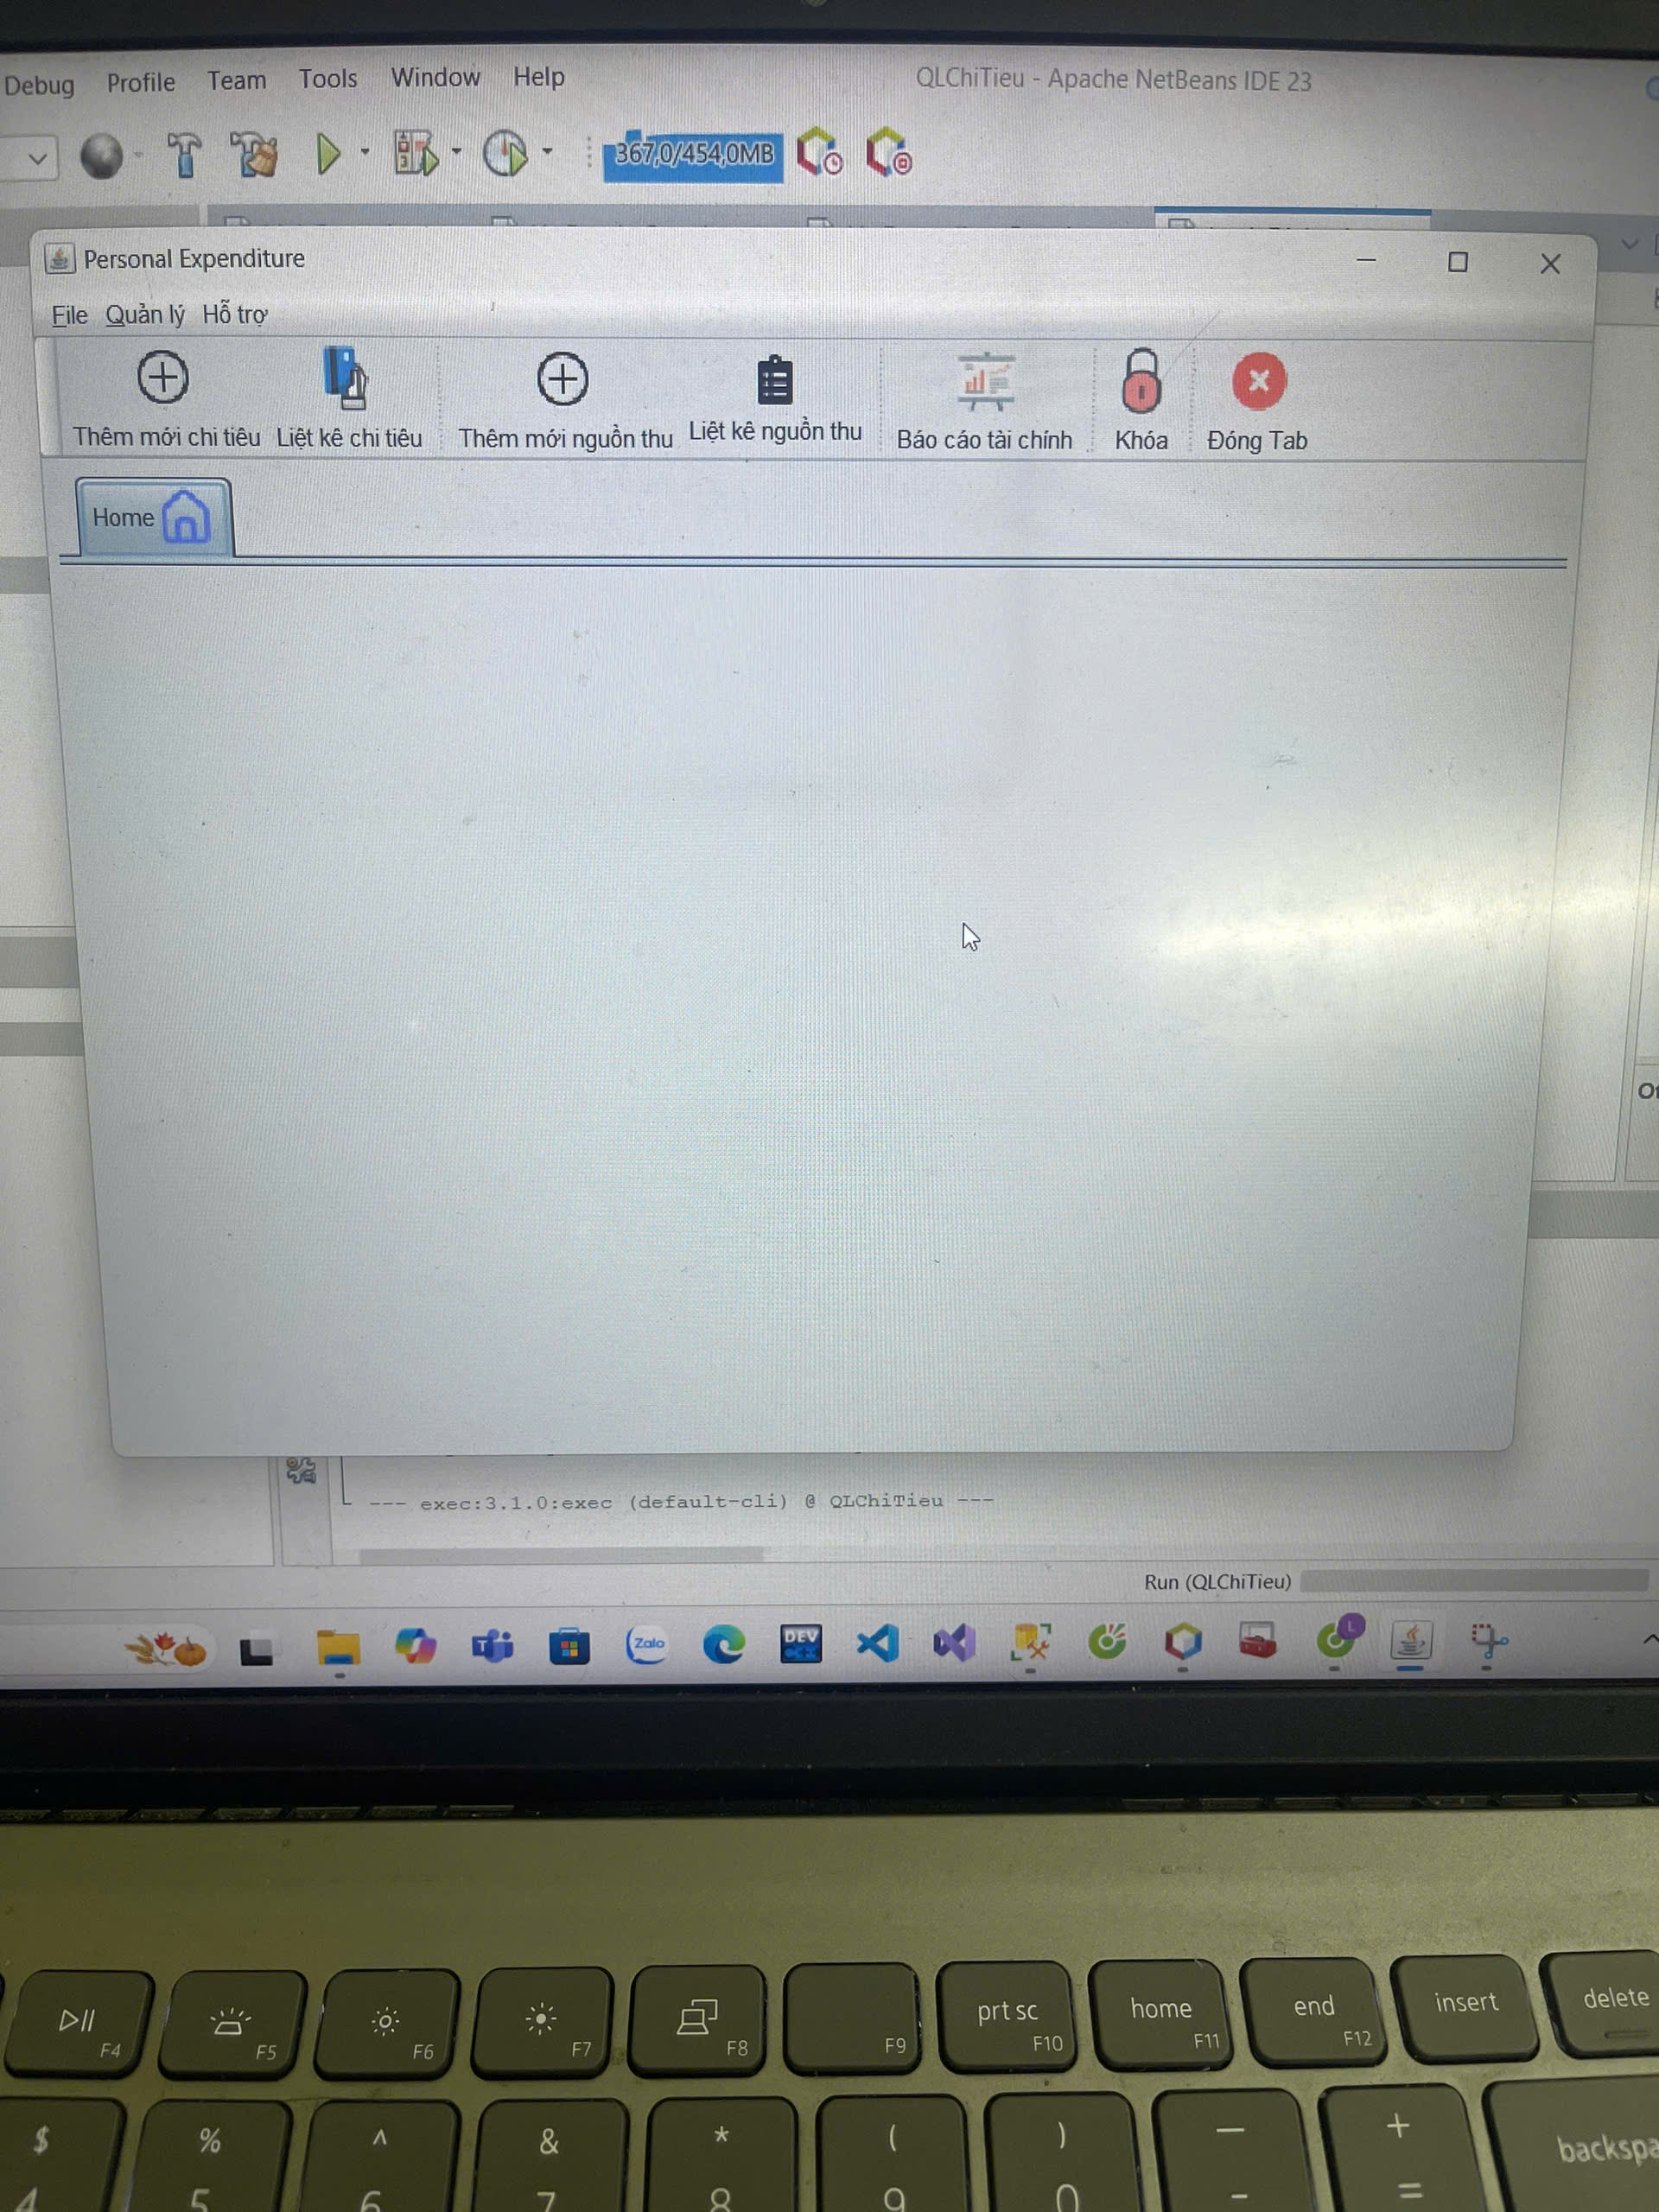 Debug Profile Team Tools Window Help
QLChiTieu - Apache NetBeans IDE 23
367,0/454,0MB
Personal Expenditure
File Quản lý Hỗ trợ
Thêm mới chi tiêu Liệt kê chi tiêu Thêm mới nguồn thu Liệt kê nguồn thu Báo cáo tài chính Khóa Đóng Tab
Home
--- exec:3.1.0:exec (default-cli) @ QLChiTieu ---
Run (QLChiTieu)
Zalo
DEV
C++
L
prt sc home end insert delete
F4 F5 F6 F7 F8 F9 F10 F11 F12
$ % ^ & * ( ) — +
backspa
4 5 6 7 8 9 0 - =